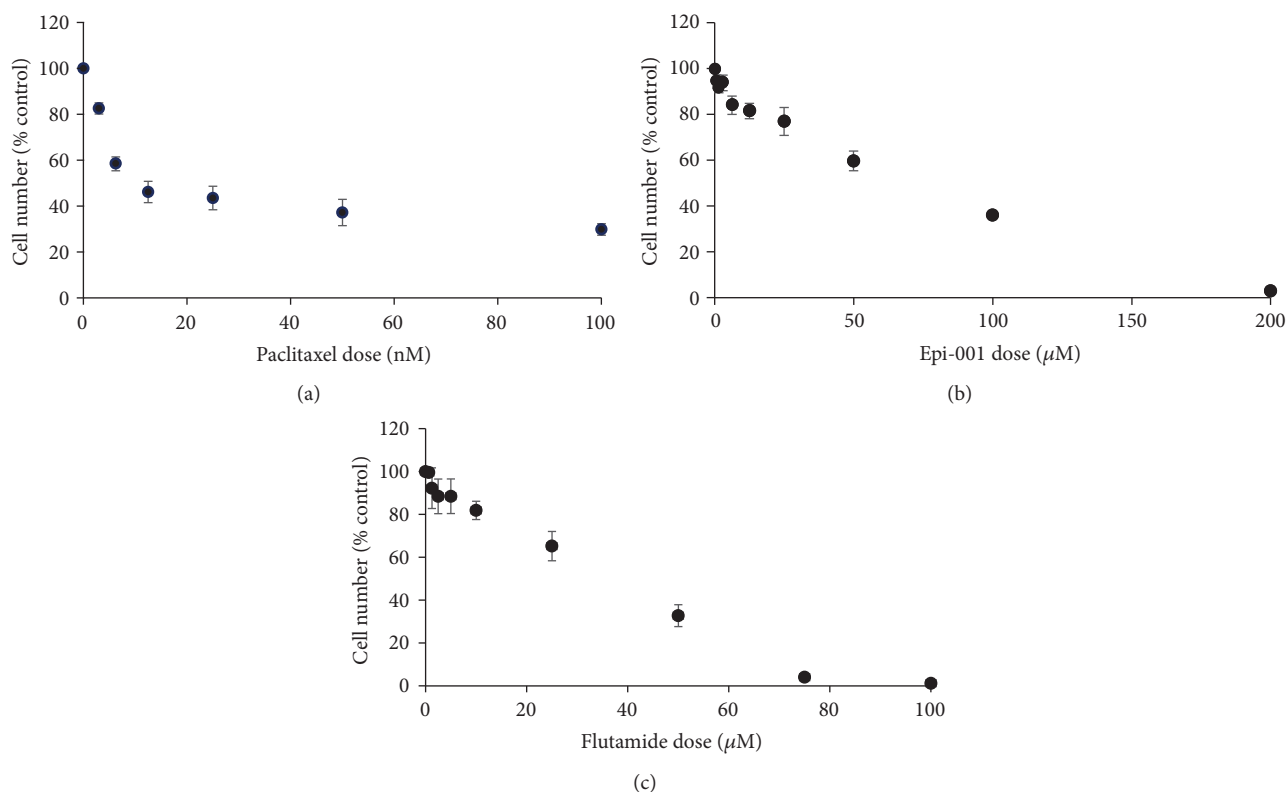 120
100
80
60
40
20
0
Cell number (% control)
0 20 40 60 80 100
Paclitaxel dose (nM)
(a)
120
100
80
60
40
20
0
Cell number (% control)
0 50 100 150 200
Epi-001 dose (μM)
(b)
120
100
80
60
40
20
0
Cell number (% control)
0 20 40 60 80 100
Flutamide dose (μM)
(c)